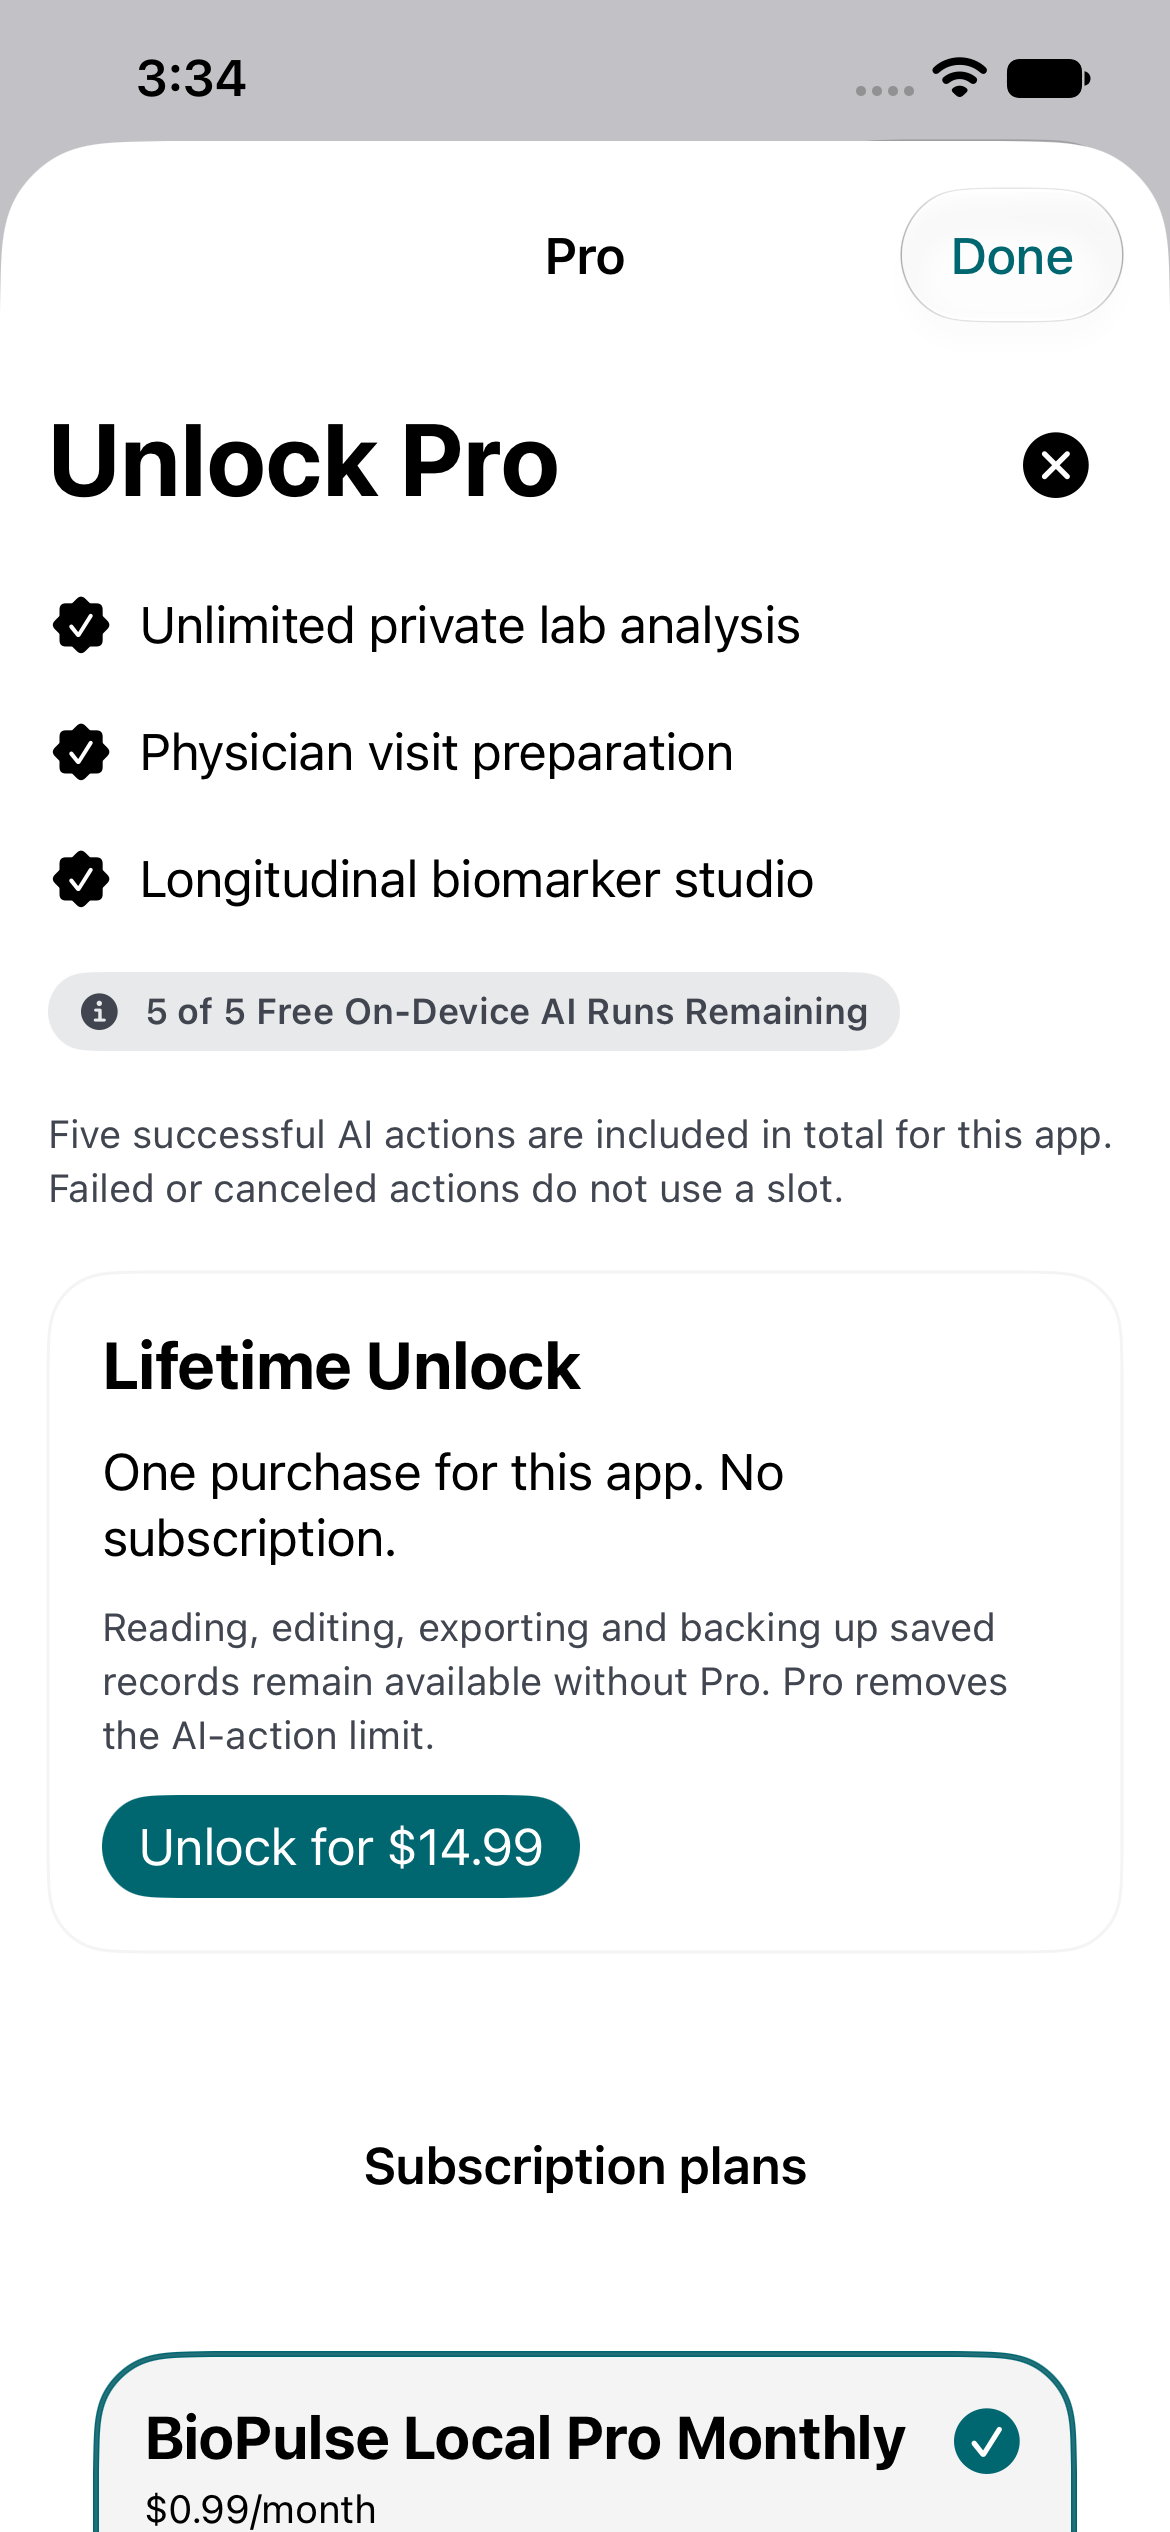 3:34
Pro
Done
Unlock Pro
Unlimited private lab analysis
Physician visit preparation
Longitudinal biomarker studio
5 of 5 Free On-Device AI Runs Remaining
Five successful AI actions are included in total for this app.
Failed or canceled actions do not use a slot.
Lifetime Unlock
One purchase for this app. No
subscription.
Reading, editing, exporting and backing up saved
records remain available without Pro. Pro removes
the AI-action limit.
Unlock for $14.99
Subscription plans
BioPulse Local Pro Monthly
$0.99/month